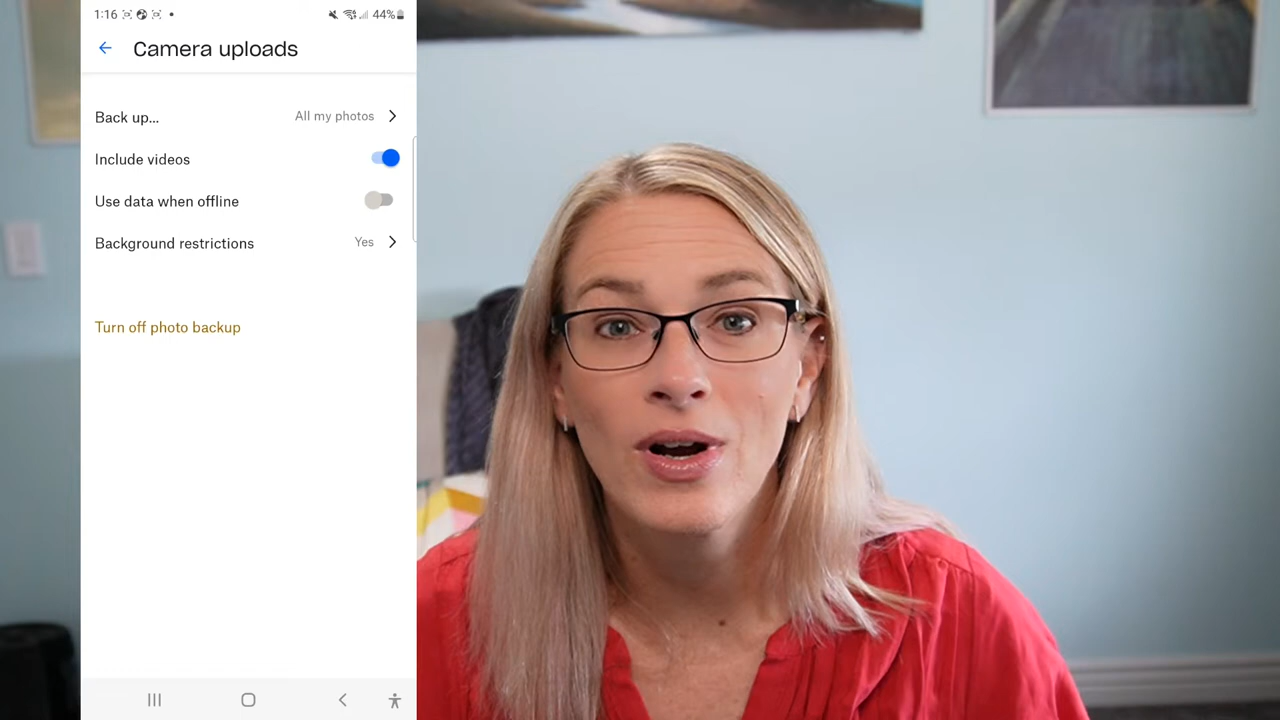 1:16 44%
Camera uploads
Back up... All my photos
Include videos
Use data when offline
Background restrictions Yes
Turn off photo backup